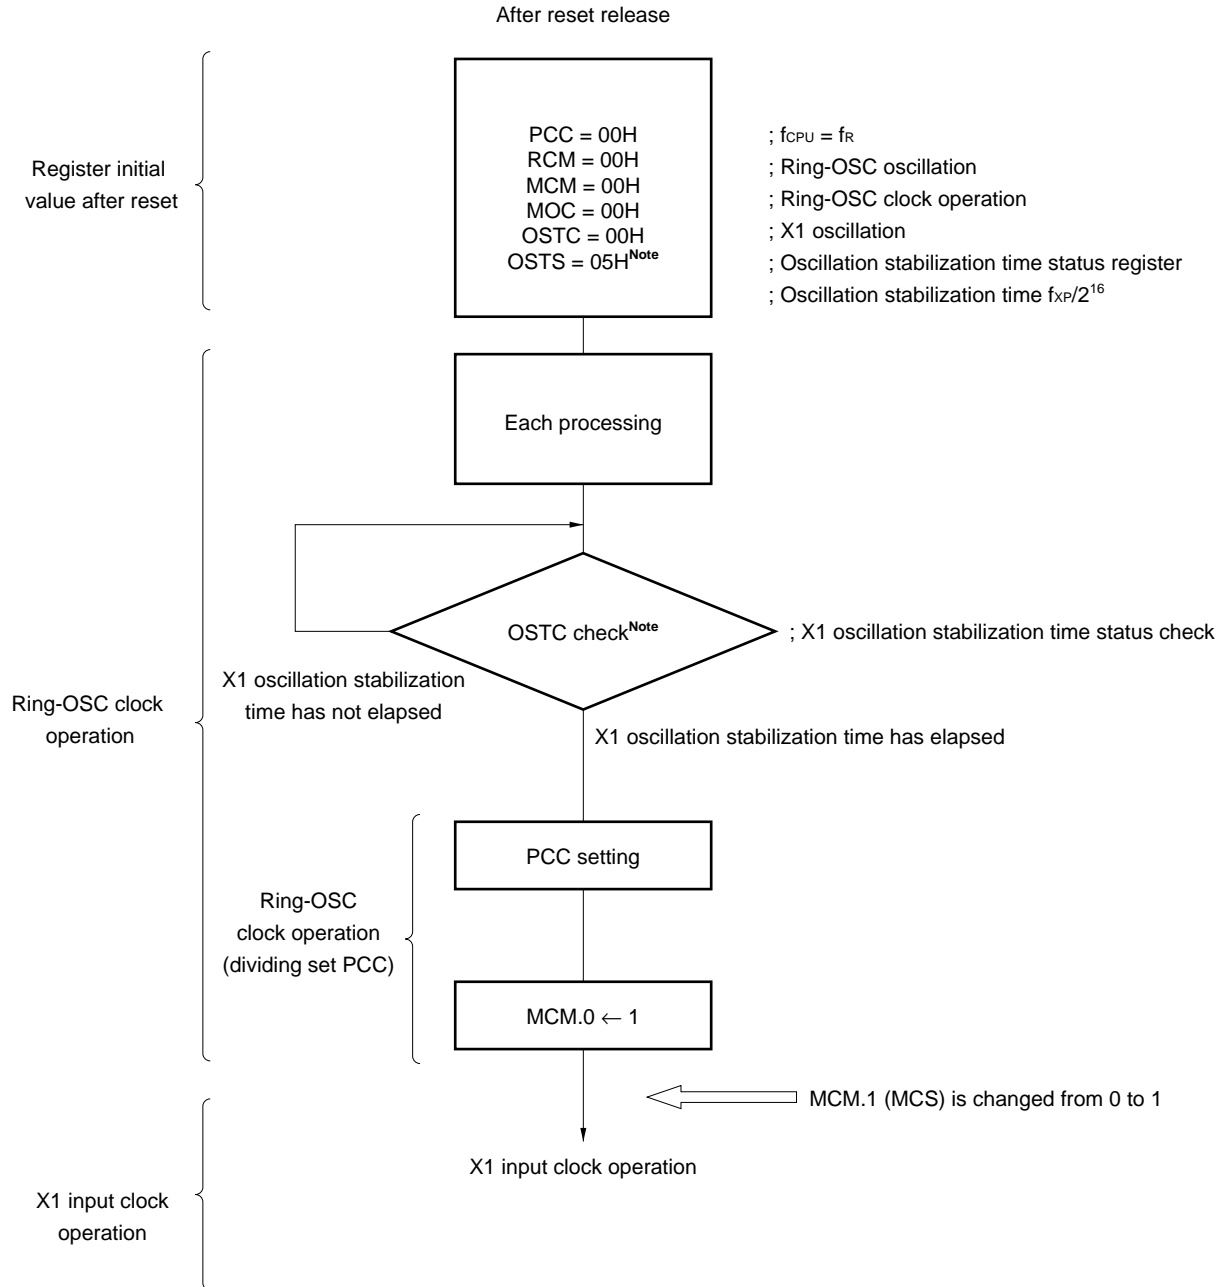 After reset release
Register initial
value after reset
PCC = 00H
RCM = 00H
MCM = 00H
MOC = 00H
OSTC = 00H
OSTS = 05HNote
; fCPU = fR
; Ring-OSC oscillation
; Ring-OSC clock operation
; X1 oscillation
; Oscillation stabilization time status register
; Oscillation stabilization time fXP/2^16
Each processing
OSTC checkNote
; X1 oscillation stabilization time status check
X1 oscillation stabilization
time has not elapsed
Ring-OSC clock
operation
X1 oscillation stabilization time has elapsed
PCC setting
Ring-OSC
clock operation
(dividing set PCC)
MCM.0 ← 1
MCM.1 (MCS) is changed from 0 to 1
X1 input clock operation
X1 input clock
operation